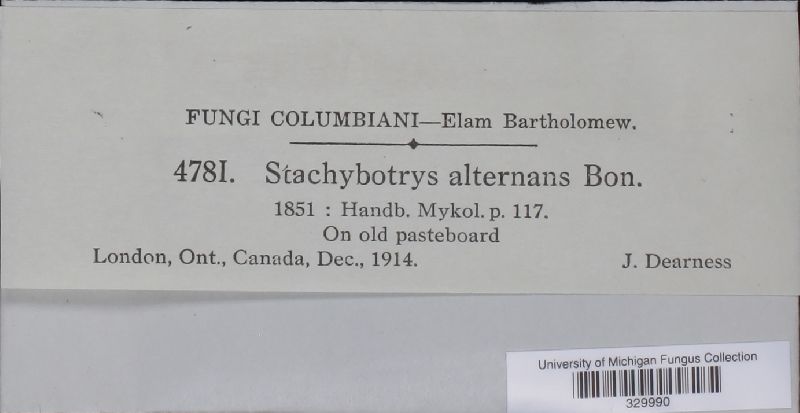 FUNGI COLUMBIANI—Elam Bartholomew.
4781. Stachybotrys alternans Bon.
1851 : Handb. Mykol. p. 117.
On old pasteboard
London, Ont., Canada, Dec., 1914. J. Dearness
University of Michigan Fungus Collection
329990